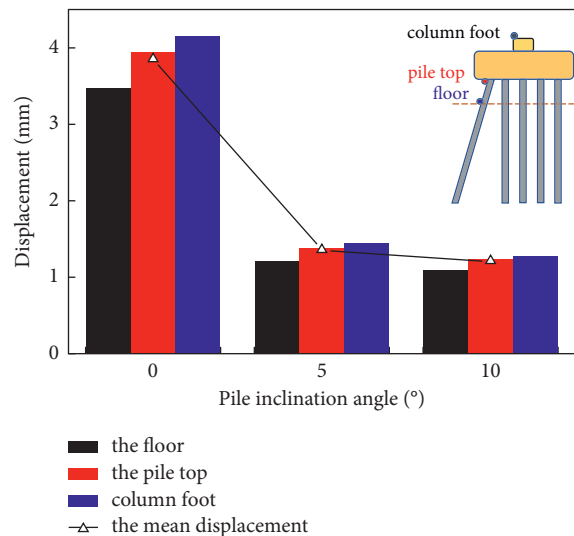 column foot
pile top
floor
4
3
2
1
0
Displacement (mm)
0
5
10
Pile inclination angle (°)
the floor
the pile top
column foot
the mean displacement